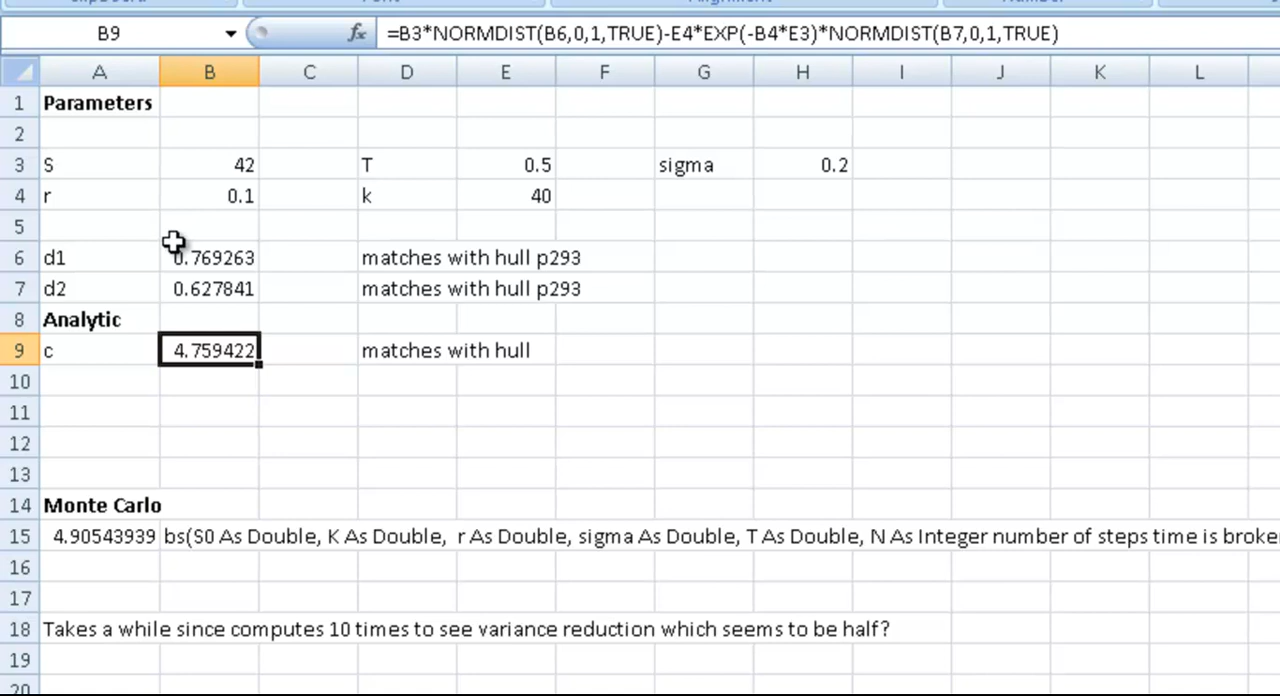 B9 fx =B3*NORMDIST(B6,0,1,TRUE)-E4*EXP(-B4*E3)*NORMDIST(B7,0,1,TRUE)
A B C D E F G H I J K L
1 Parameters
2
3 S 42 T 0.5 sigma 0.2
4 r 0.1 k 40
5
6 d1 0.769263 matches with hull p293
7 d2 0.627841 matches with hull p293
8 Analytic
9 c 4.759422 matches with hull
10
11
12
13
14 Monte Carlo
15 4.90543939 bs(S0 As Double, K As Double, r As Double, sigma As Double, T As Double, N As Integer number of steps time is broke
16
17
18 Takes a while since computes 10 times to see variance reduction which seems to be half?
19
20